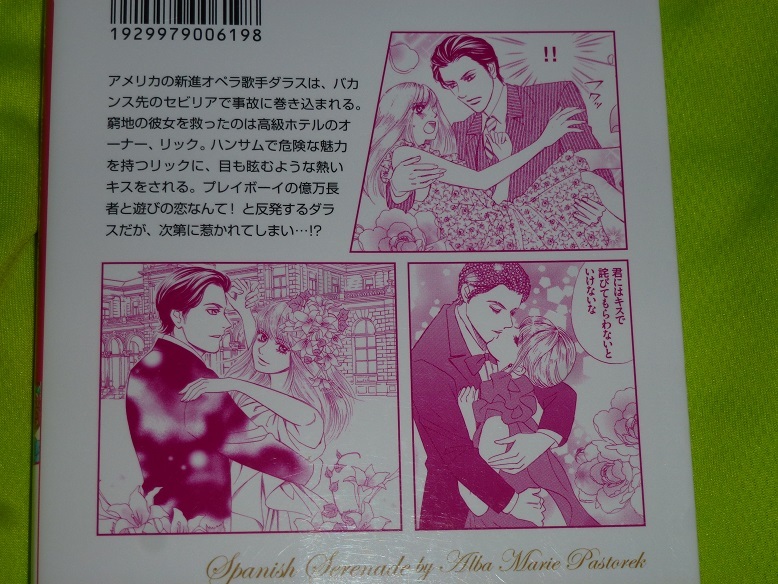 1929979006198
アメリカの新進オペラ歌手ダラスは、バカ
ンス先のセビリアで事故に巻き込まれる。
窮地の彼女を救ったのは高級ホテルのオ
ーナー、リック。ハンサムで危険な魅力
を持つリックに、目も眩むような熱い
キスをされる。プレイボーイの億万長
者と遊びの恋なんて！と反発するダラ
スだが、次第に惹かれてしまい…!?
!!
君にはキスで
詫びてもらわないと
いけないな
Spanish Serenade by Alba Marie Pastorek